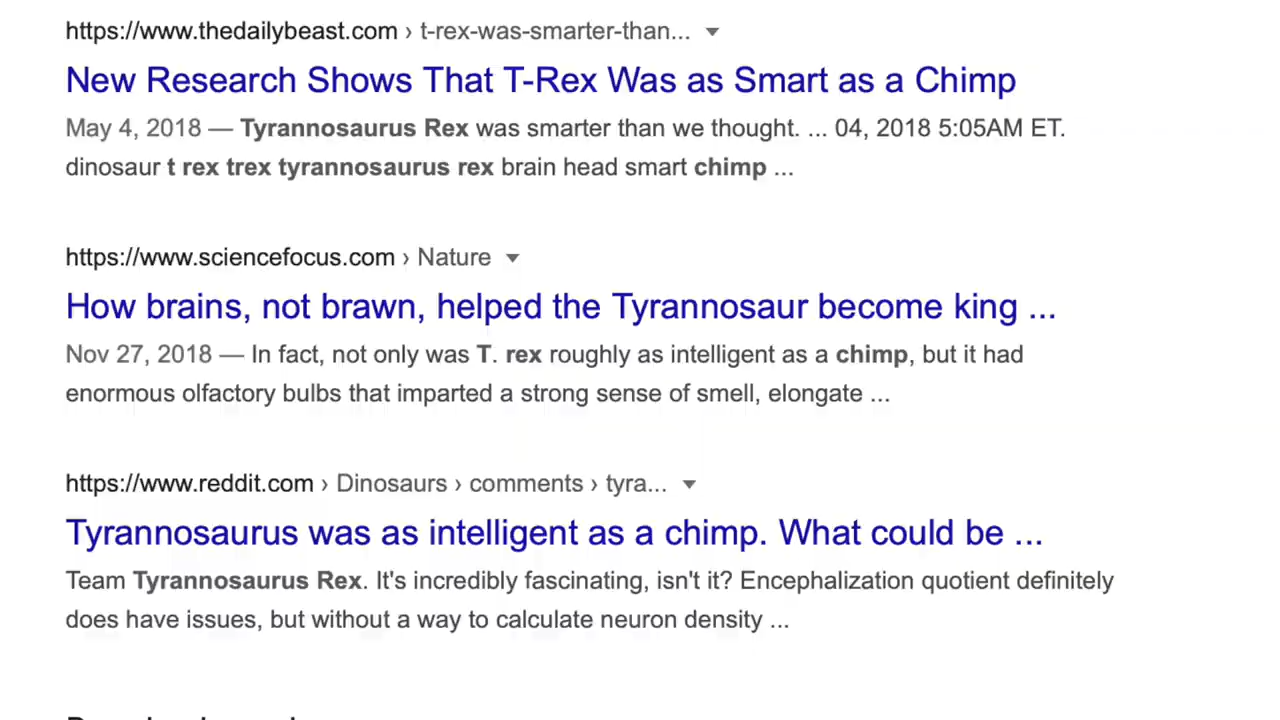 https://www.thedailybeast.com › t-rex-was-smarter-than...
New Research Shows That T-Rex Was as Smart as a Chimp
May 4, 2018 — Tyrannosaurus Rex was smarter than we thought. ... 04, 2018 5:05AM ET.
dinosaur t rex trex tyrannosaurus rex brain head smart chimp ...
https://www.sciencefocus.com › Nature
How brains, not brawn, helped the Tyrannosaur become king ...
Nov 27, 2018 — In fact, not only was T. rex roughly as intelligent as a chimp, but it had
enormous olfactory bulbs that imparted a strong sense of smell, elongate ...
https://www.reddit.com › Dinosaurs › comments › tyra...
Tyrannosaurus was as intelligent as a chimp. What could be ...
Team Tyrannosaurus Rex. It's incredibly fascinating, isn't it? Encephalization quotient definitely
does have issues, but without a way to calculate neuron density ...